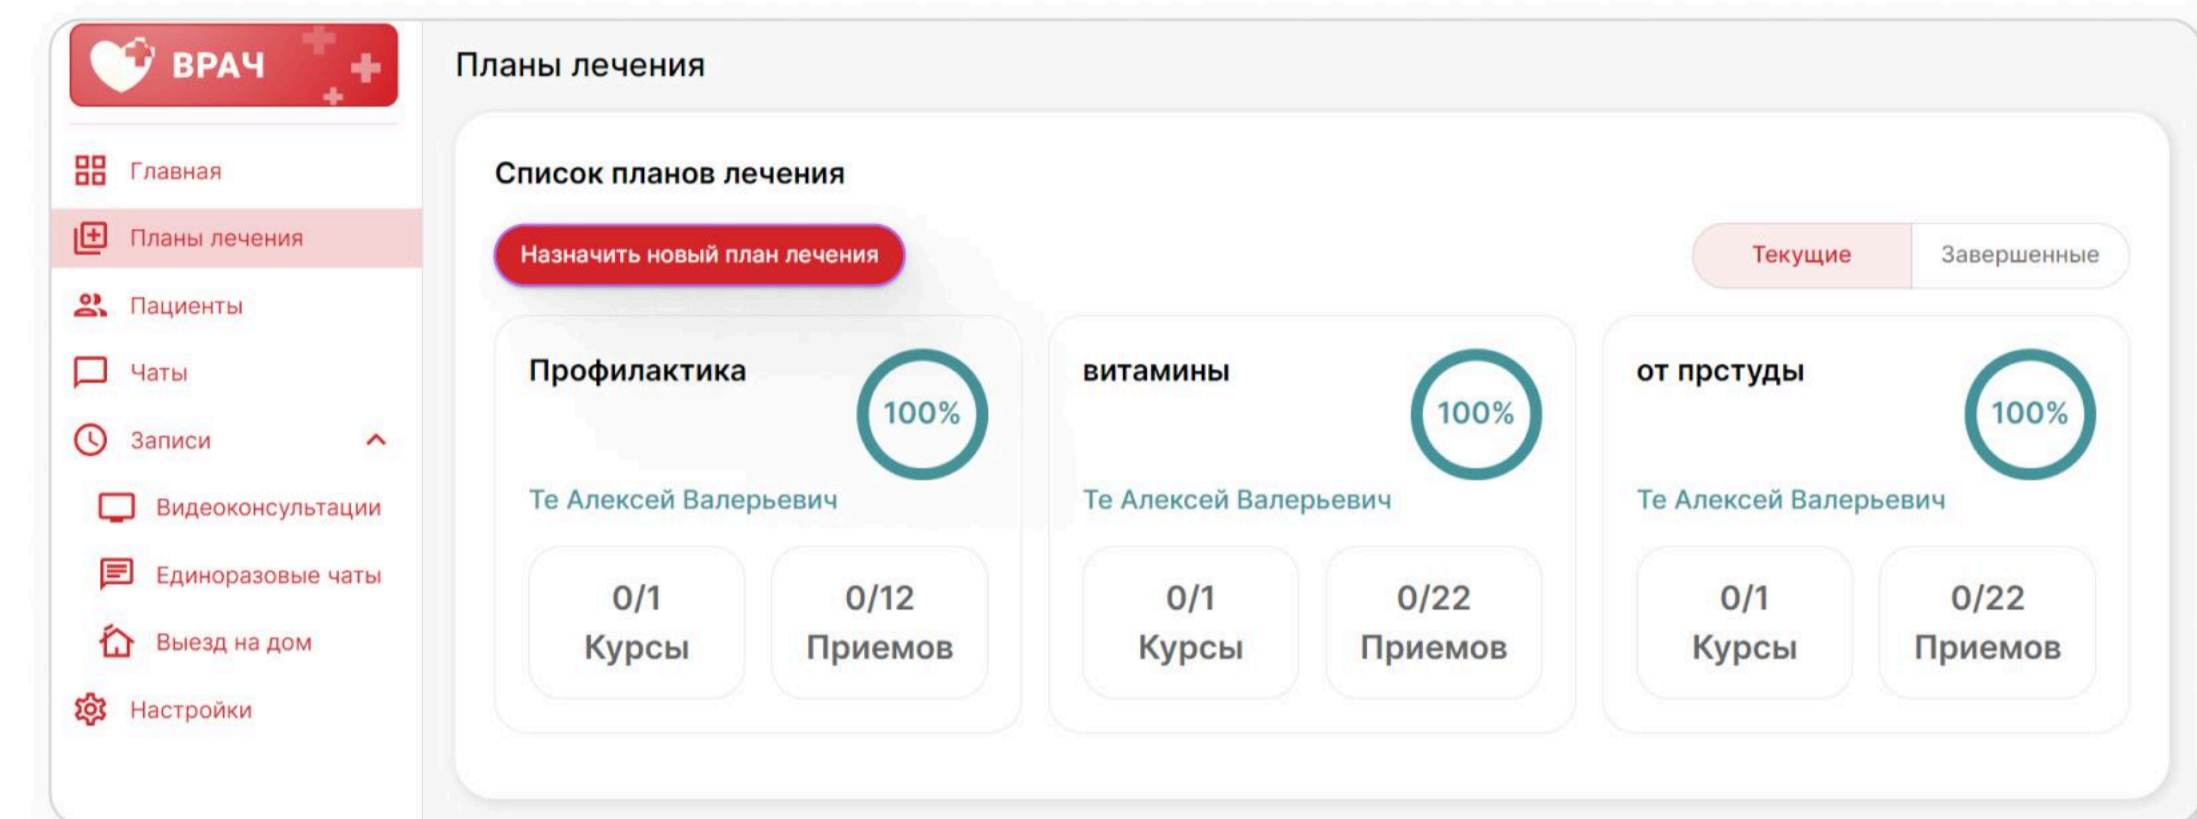 ВРАЧ
Главная
Планы лечения
Пациенты
Чаты
Записи
Видеоконсультации
Единоразовые чаты
Выезд на дом
Настройки
Планы лечения
Список планов лечения
Назначить новый план лечения
Текущие
Завершенные
Профилактика
100%
Те Алексей Валерьевич
0/1
Курсы
0/12
Приемов
витамины
100%
Те Алексей Валерьевич
0/1
Курсы
0/22
Приемов
от прстуды
100%
Те Алексей Валерьевич
0/1
Курсы
0/22
Приемов